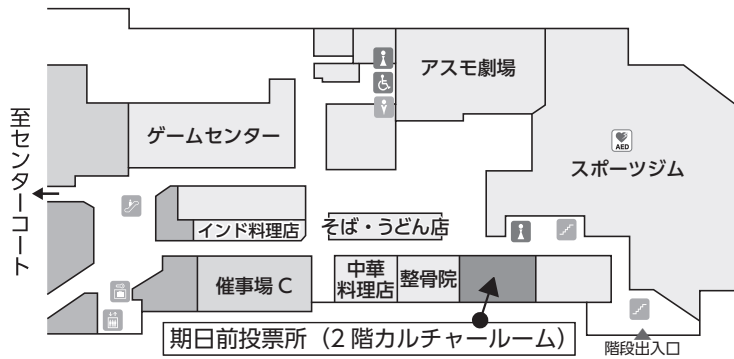 アスモ劇場
ゲームセンター
AED
スポーツジム
至センターコート
インド料理店
そば・うどん店
催事場 C
中華
料理店
整骨院
期日前投票所（2 階カルチャールーム）
階段出入口